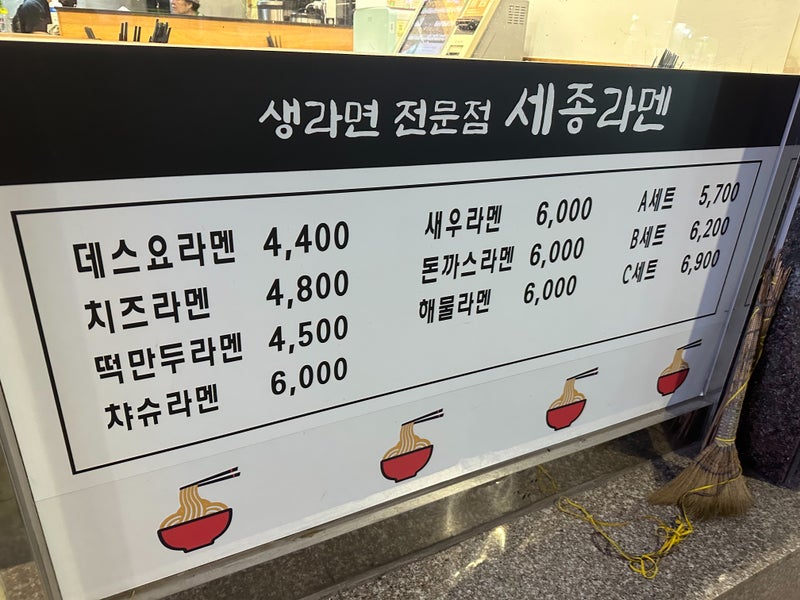 생라면 전문점 세종라멘
데스요라멘 4,400
치즈라멘 4,800
떡만두라멘 4,500
챠슈라멘 6,000
새우라멘 6,000
돈까스라멘 6,000
해물라멘 6,000
A세트 5,700
B세트 6,200
C세트 6,900